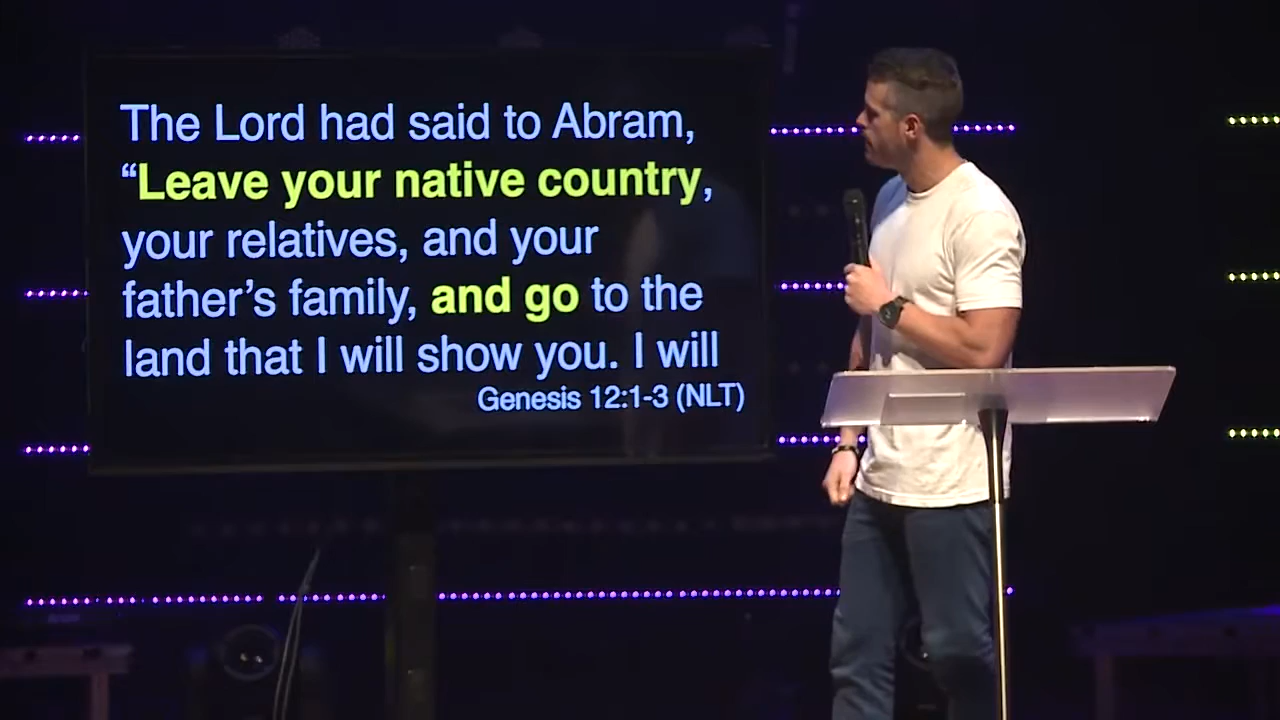 The Lord had said to Abram,
“Leave your native country,
your relatives, and your
father’s family, and go to the
land that I will show you. I will
Genesis 12:1-3 (NLT)